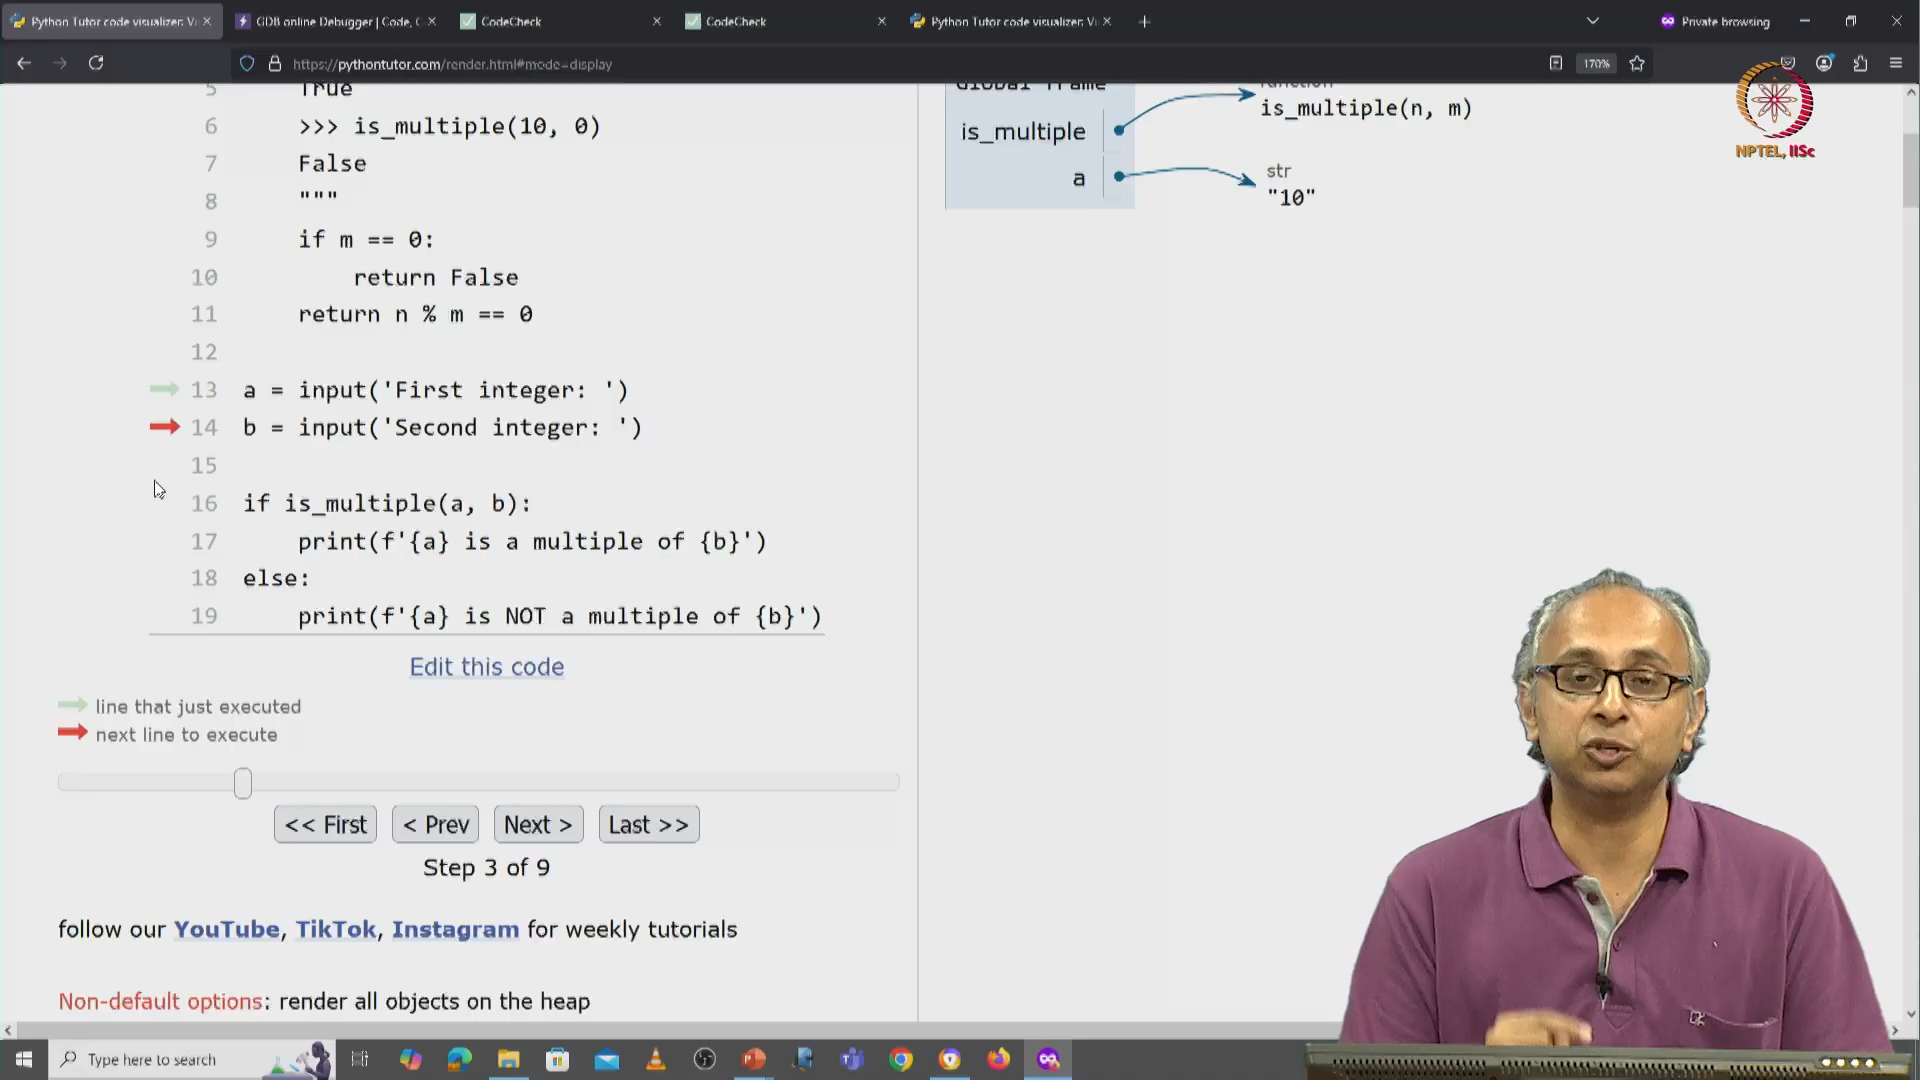 Python Tutor code visualizer: Vi
GDB online Debugger | Code, C
CodeCheck
CodeCheck
Python Tutor code visualizer: Vi
Private browsing
https://pythontutor.com/render.html#mode=display
170%
5 True
6 >>> is_multiple(10, 0)
7 False
8 """
9 if m == 0:
10 return False
11 return n % m == 0
12
13 a = input('First integer: ')
14 b = input('Second integer: ')
15
16 if is_multiple(a, b):
17 print(f'{a} is a multiple of {b}')
18 else:
19 print(f'{a} is NOT a multiple of {b}')
Edit this code
line that just executed
next line to execute
<< First
< Prev
Next >
Last >>
Step 3 of 9
follow our YouTube, TikTok, Instagram for weekly tutorials
Non-default options: render all objects on the heap
Global frame
is_multiple
a
function
is_multiple(n, m)
str
"10"
NPTEL, IISc
Type here to search